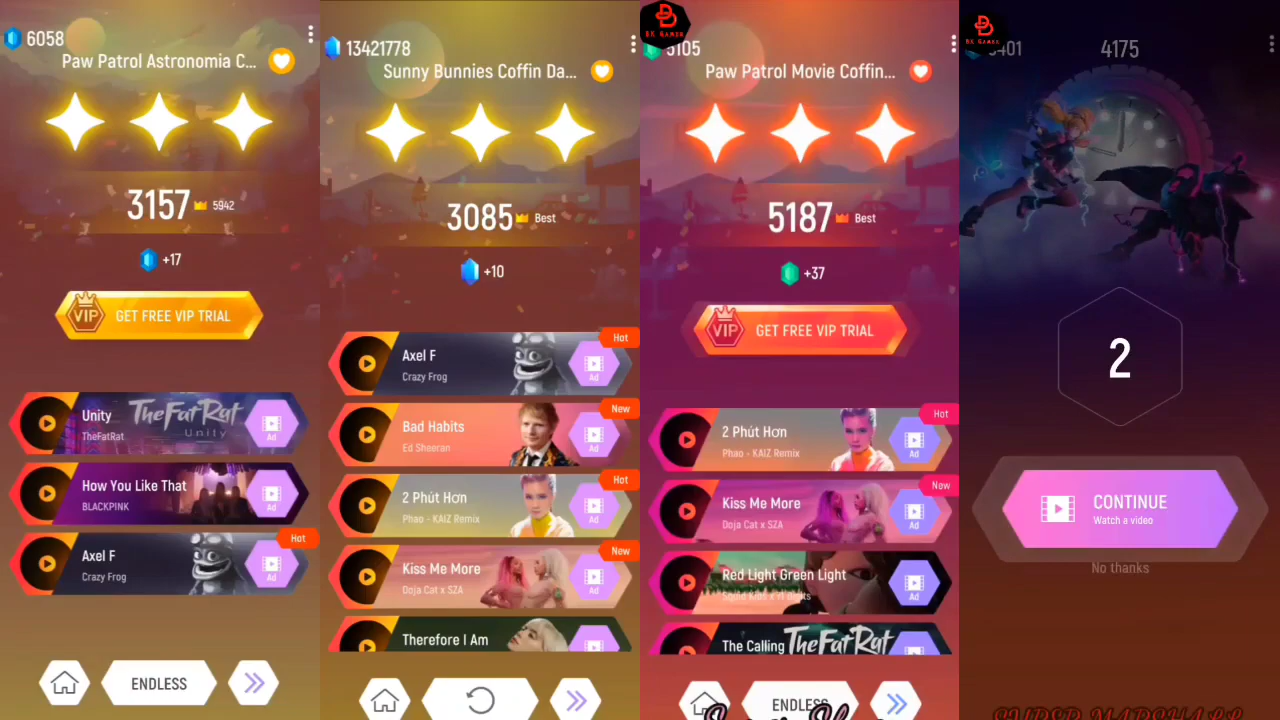 6058
Paw Patrol Astronomia C...
3157 5942
+17
VIP GET FREE VIP TRIAL
Unity
TheFatRat
TheFatRat
Unity
Ad
How You Like That
BLACKPINK
Ad
Hot
Axel F
Crazy Frog
Ad
ENDLESS
13421778
Sunny Bunnies Coffin Da...
3085 Best
+10
Hot
Axel F
Crazy Frog
Ad
New
Bad Habits
Ed Sheeran
Ad
Hot
2 Phút Hơn
Phao - KAIZ Remix
Ad
New
Kiss Me More
Doja Cat x SZA
Ad
Therefore I Am
BK GAMER
5105
Paw Patrol Movie Coffin...
5187 Best
+37
VIP GET FREE VIP TRIAL
Hot
2 Phút Hơn
Phao - KAIZ Remix
Ad
New
Kiss Me More
Doja Cat x SZA
Ad
Red Light Green Light
Ad
The Calling
TheFatRat
ENDLESS
BK GAMER
4175
2
CONTINUE
Watch a video
No thanks